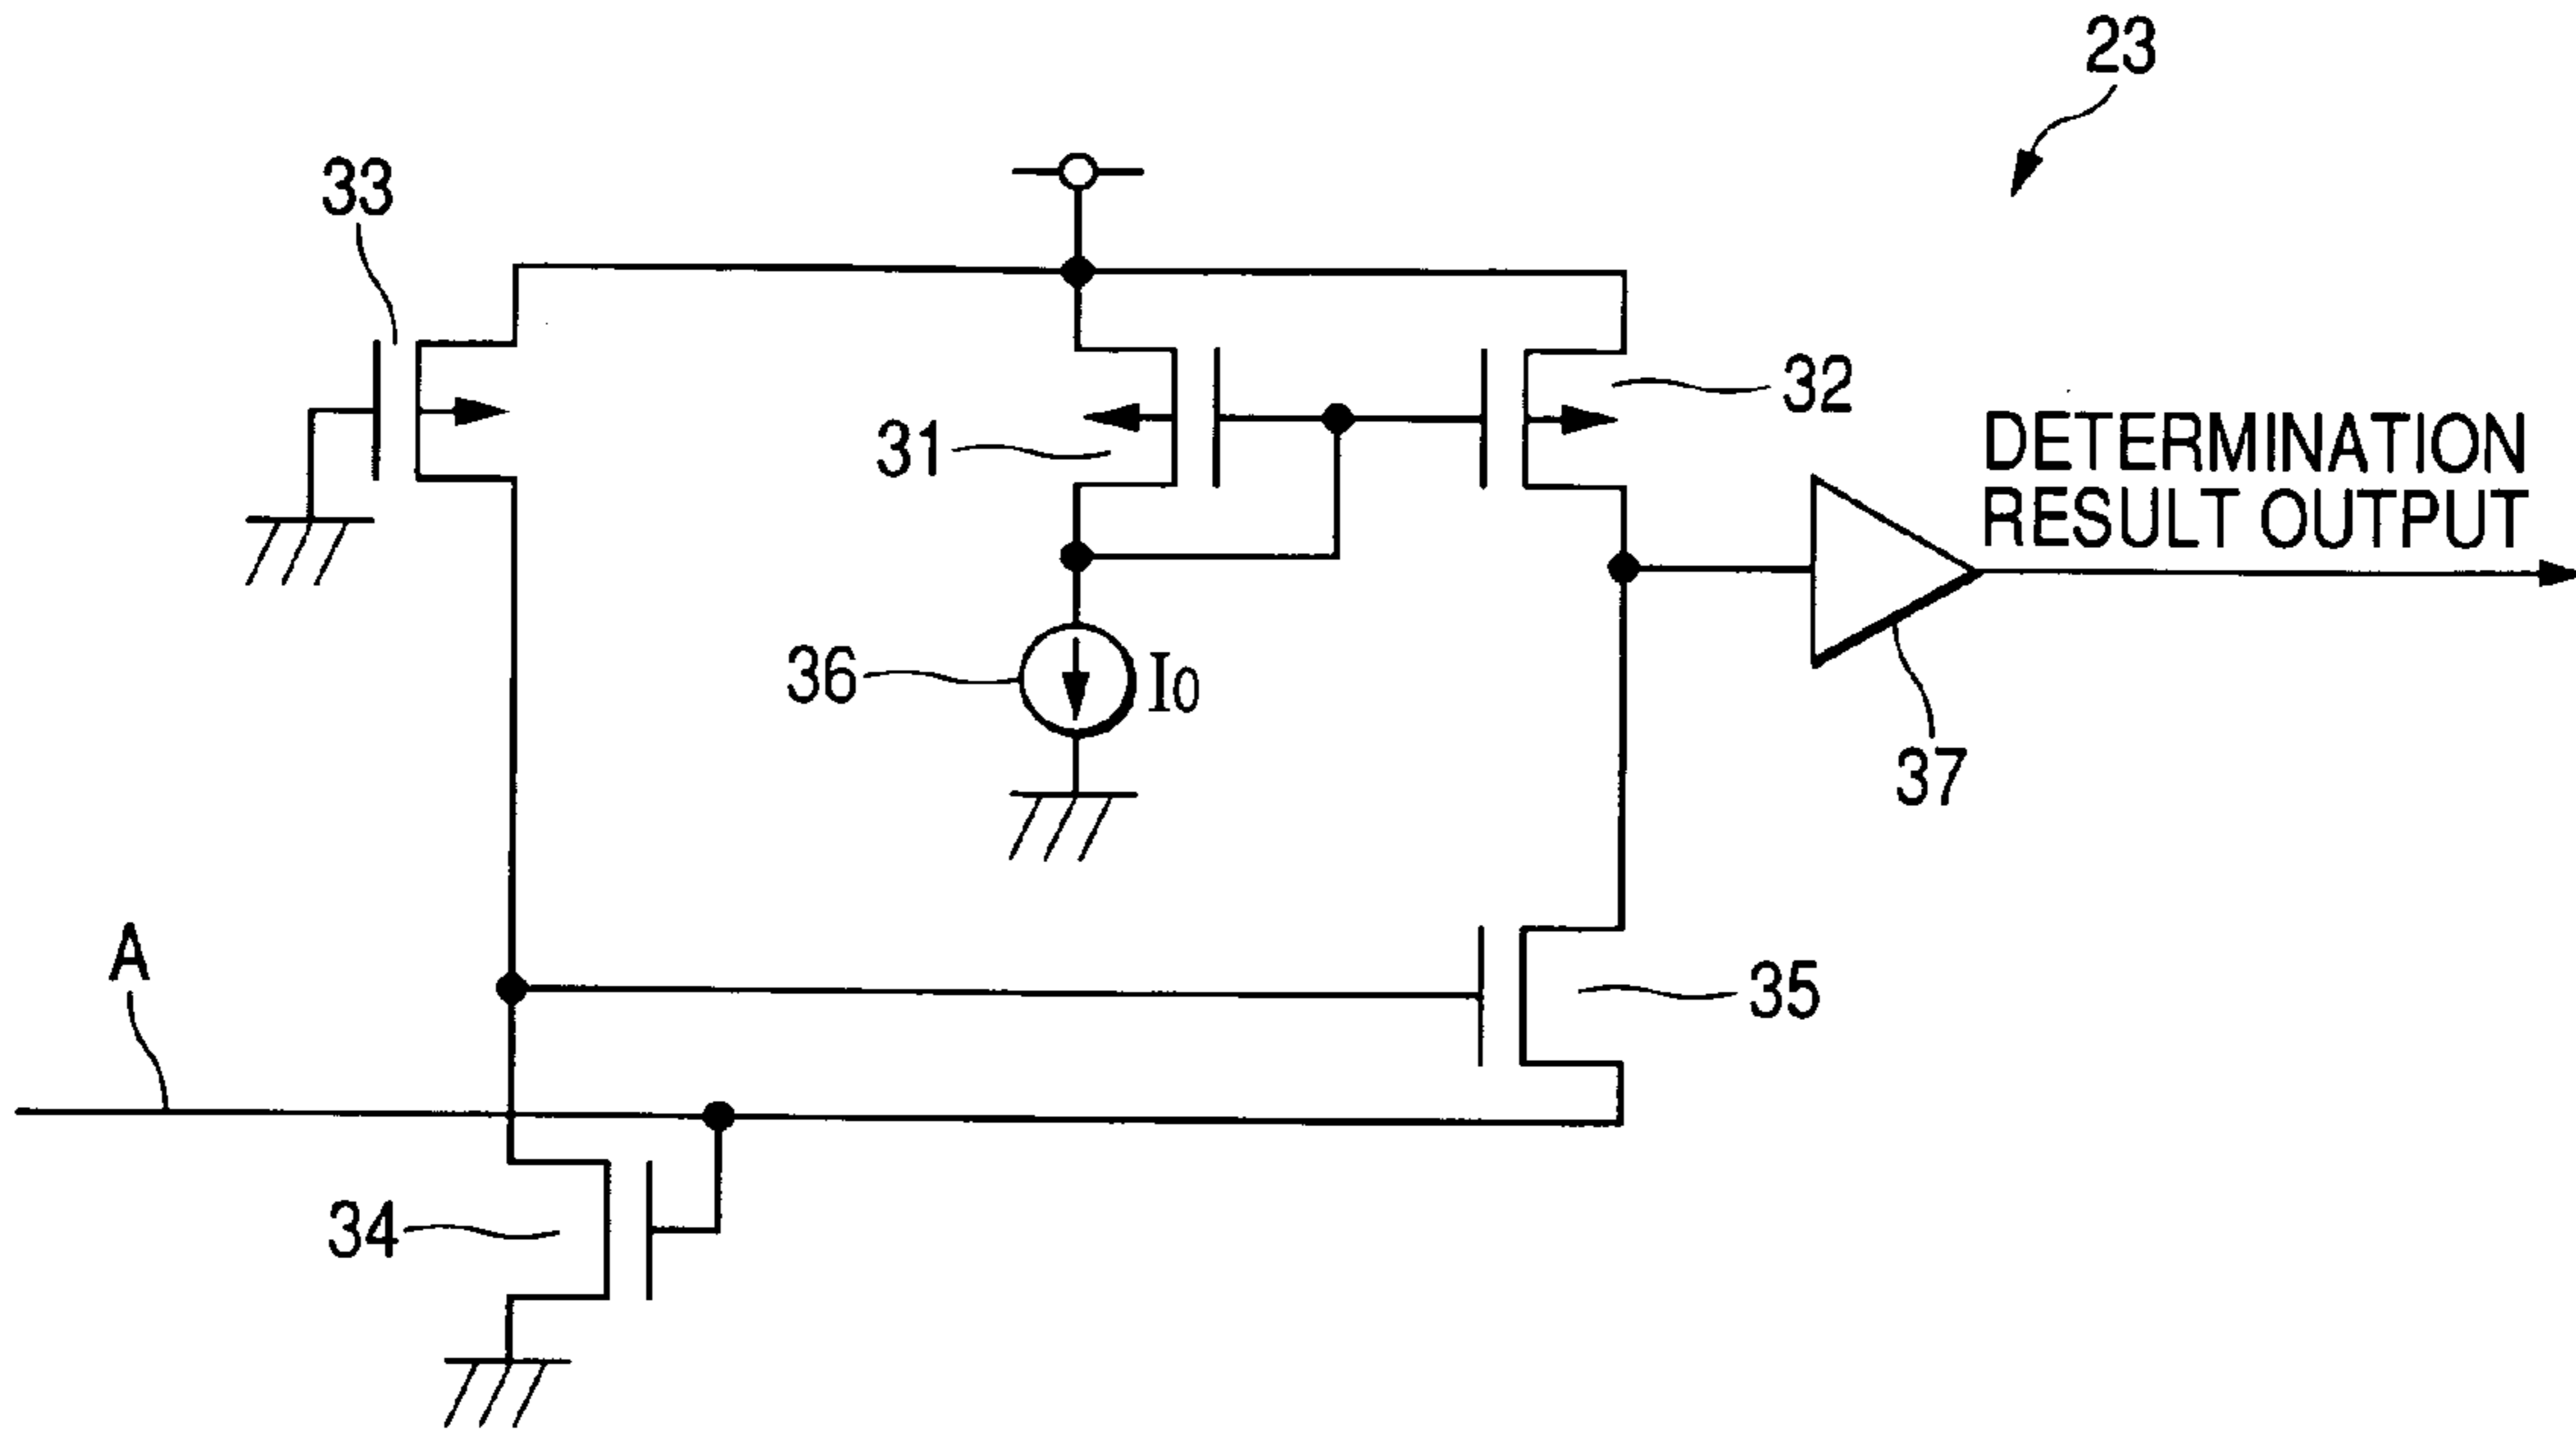 23
33
32
31
DETERMINATION
RESULT OUTPUT
36
I0
37
A
35
34